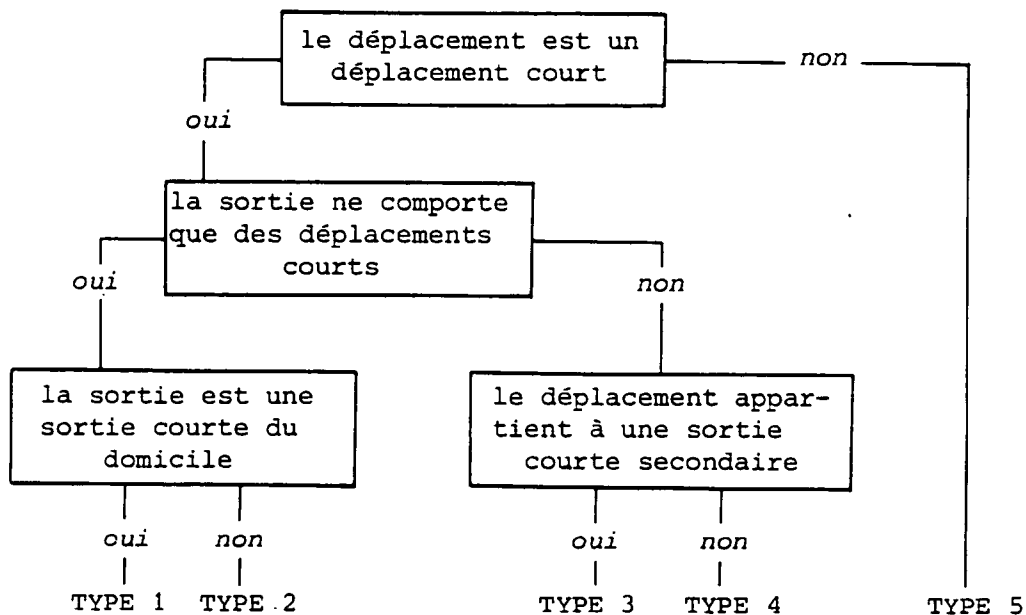 le déplacement est un
déplacement court
non
oui
la sortie ne comporte
que des déplacements
courts
oui
non
la sortie est une
sortie courte du
domicile
le déplacement appar-
tient à une sortie
courte secondaire
oui non oui non
TYPE 1 TYPE 2 TYPE 3 TYPE 4 TYPE 5